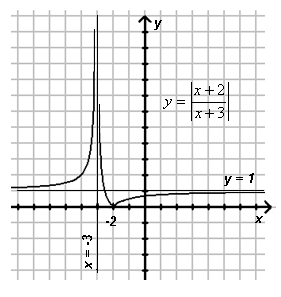 y
y = |x + 2 / x + 3|
y = 1
x
-2
x = -3